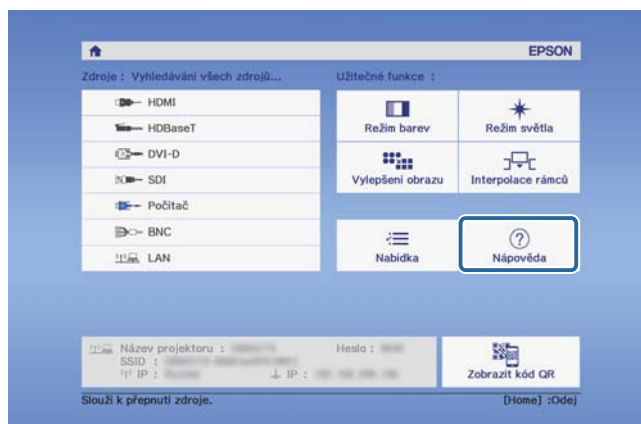 EPSON
Zdroje : Vyhledávání všech zdrojů...
Užitečné funkce :
HDMI
HDBaseT
DVI-D
SDI
Počítač
BNC
LAN
Režim barev
Režim světla
Vylepšení obrazu
Interpolace rámců
Nabídka
Nápověda
Název projektoru :
Heslo :
SSID :
IP :
IP :
Zobrazit kód QR
Slouží k přepnutí zdroje.
[Home] :Odej